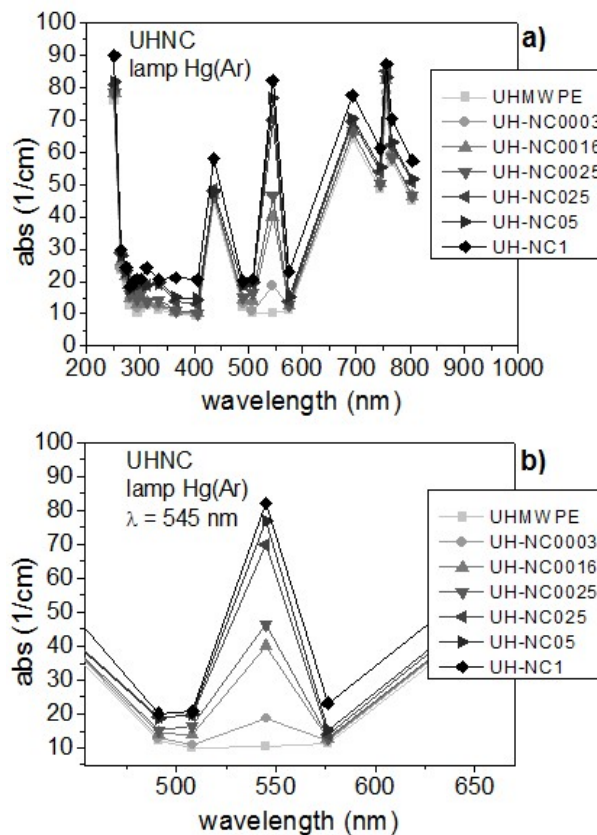 UHNC
lamp Hg(Ar)
a)
100
90
80
70
60
50
40
30
20
10
0
abs (1/cm)
200 300 400 500 600 700 800 900 1000
wavelength (nm)
UHMWPE
UH-NC0003
UH-NC0016
UH-NC0025
UH-NC025
UH-NC05
UH-NC1
UHNC
lamp Hg(Ar)
λ = 545 nm
b)
100
90
80
70
60
50
40
30
20
10
abs (1/cm)
500 550 600 650
wavelength (nm)
UHMWPE
UH-NC0003
UH-NC0016
UH-NC0025
UH-NC025
UH-NC05
UH-NC1